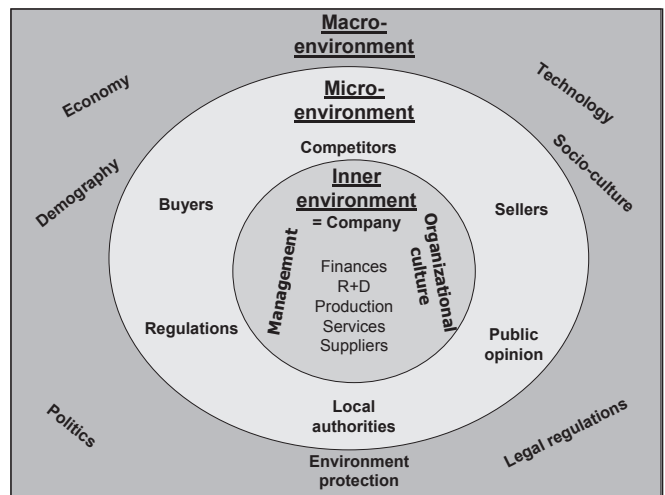 Macro-
environment
Economy
Technology
Micro-
environment
Demography
Socio-culture
Competitors
Buyers
Sellers
Inner
environment
= Company
Management
Organizational
culture
Finances
R+D
Production
Services
Suppliers
Regulations
Public
opinion
Local
authorities
Politics
Legal regulations
Environment
protection